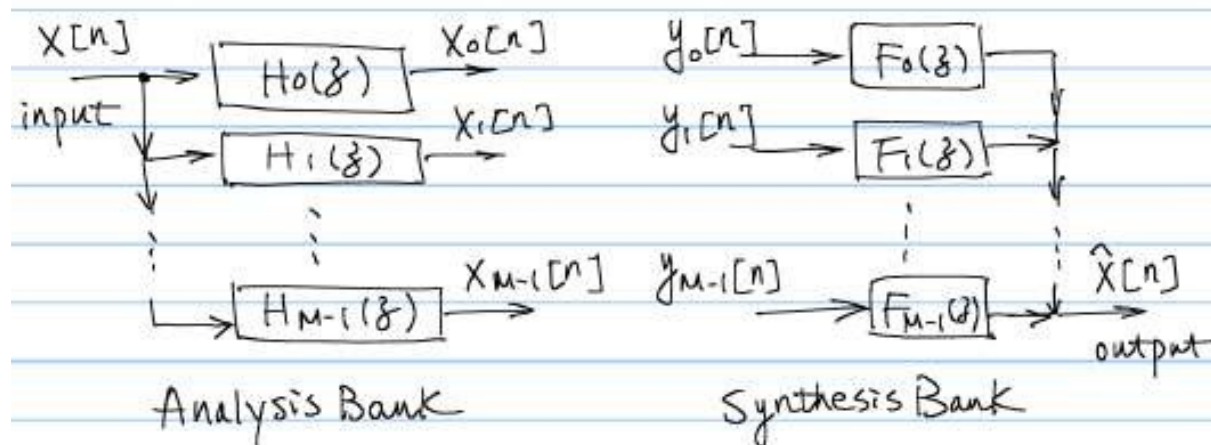 x[n]
input
H0(z)
x0[n]
H1(z)
x1[n]
HM-1(z)
xM-1[n]
Analysis Bank
y0[n]
F0(z)
y1[n]
F1(z)
yM-1[n]
FM-1(z)
x̂[n]
output
Synthesis Bank